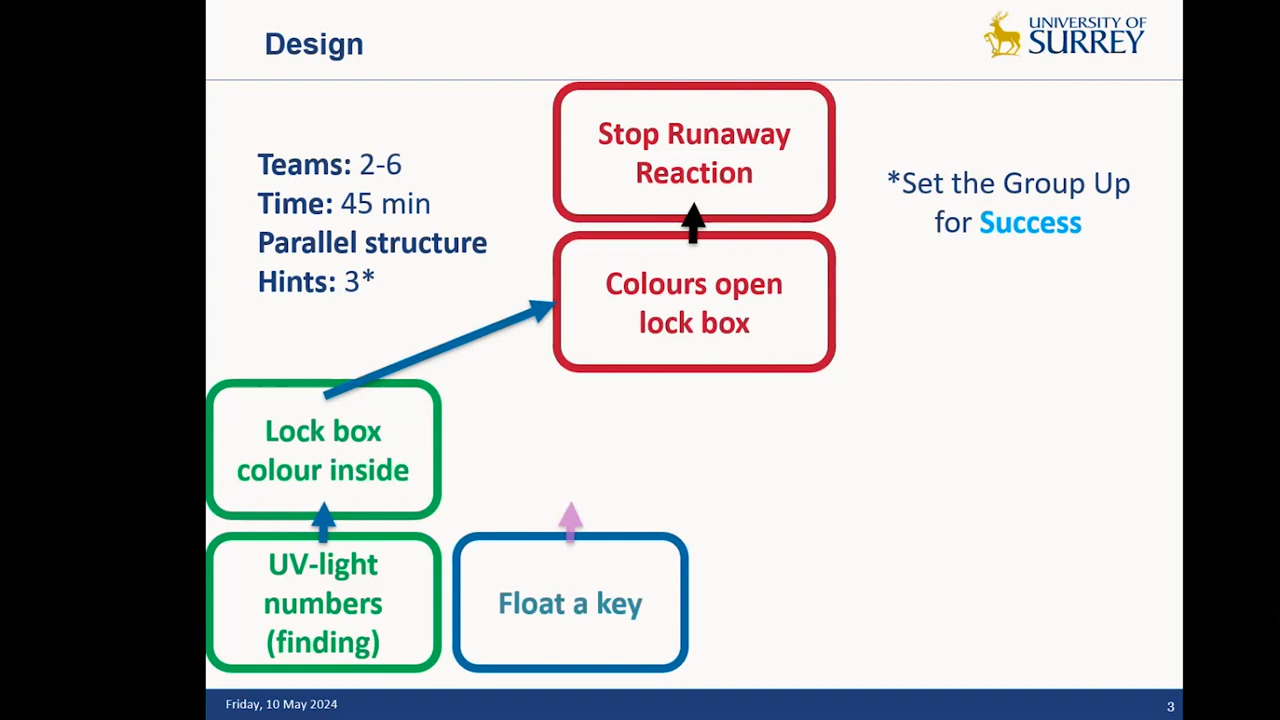 Design
UNIVERSITY OF
SURREY
Teams: 2-6
Time: 45 min
Parallel structure
Hints: 3*
Stop Runaway
Reaction
*Set the Group Up
for Success
Colours open
lock box
Lock box
colour inside
UV-light
numbers
(finding)
Float a key
Friday, 10 May 2024
3